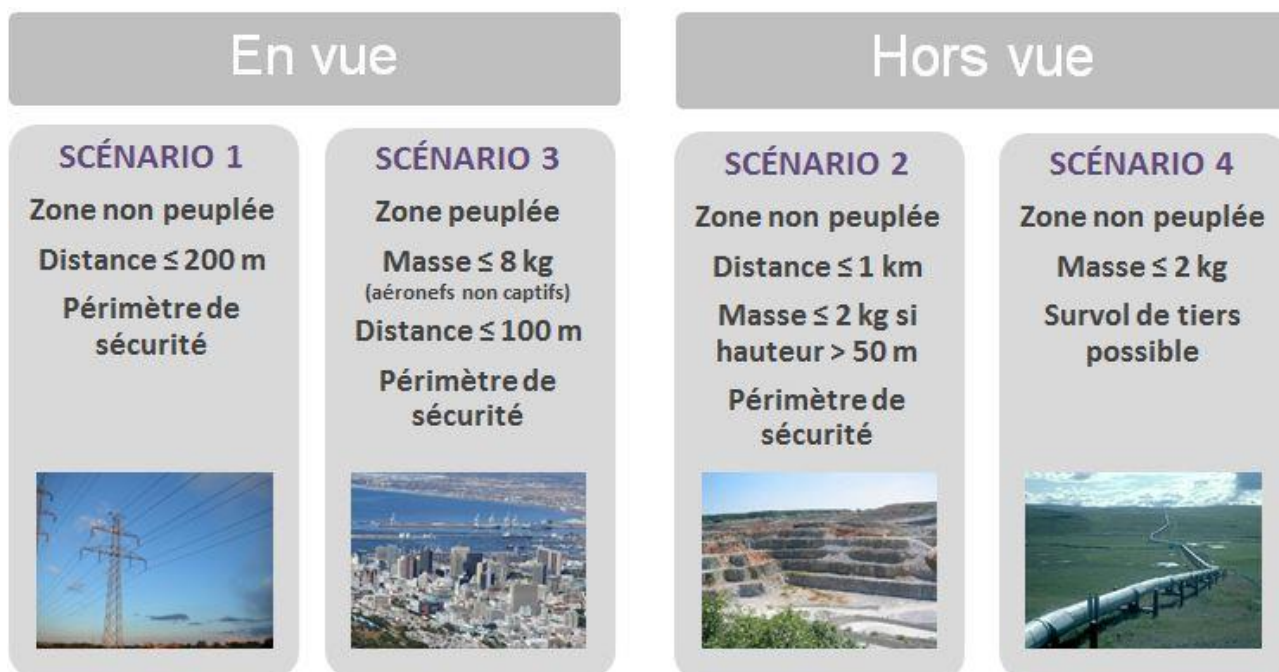 En vue
SCÉNARIO 1
Zone non peuplée
Distance ≤ 200 m
Périmètre de
sécurité
SCÉNARIO 3
Zone peuplée
Masse ≤ 8 kg
(aéronefs non captifs)
Distance ≤ 100 m
Périmètre de
sécurité
Hors vue
SCÉNARIO 2
Zone non peuplée
Distance ≤ 1 km
Masse ≤ 2 kg si
hauteur > 50 m
Périmètre de
sécurité
SCÉNARIO 4
Zone non peuplée
Masse ≤ 2 kg
Survol de tiers
possible